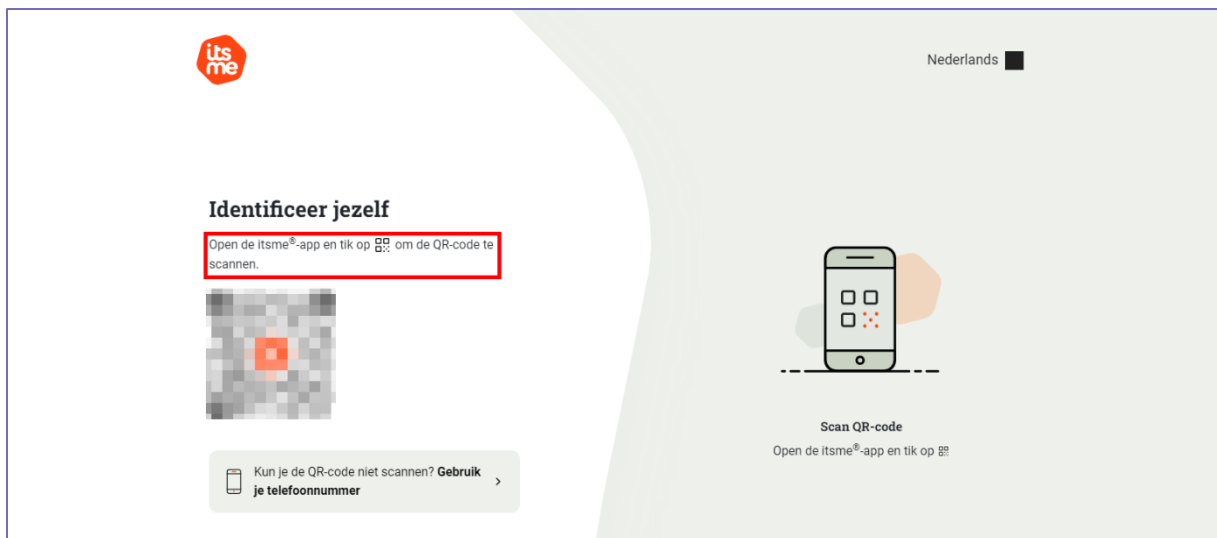 its
me
Nederlands
Identificeer jezelf
Open de itsme®-app en tik op om de QR-code te
scannen.
Kun je de QR-code niet scannen? Gebruik
je telefoonnummer
Scan QR-code
Open de itsme®-app en tik op